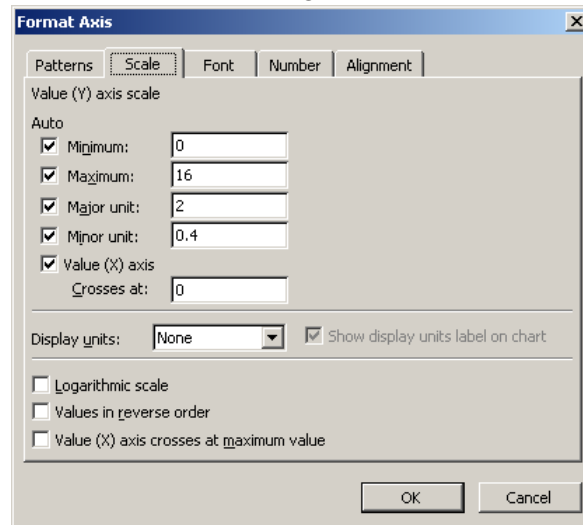 Format Axis
Patterns Scale Font Number Alignment
Value (Y) axis scale
Auto
Minimum: 0
Maximum: 16
Major unit: 2
Minor unit: 0.4
Value (X) axis
Crosses at: 0
Display units: None Show display units label on chart
Logarithmic scale
Values in reverse order
Value (X) axis crosses at maximum value
OK Cancel